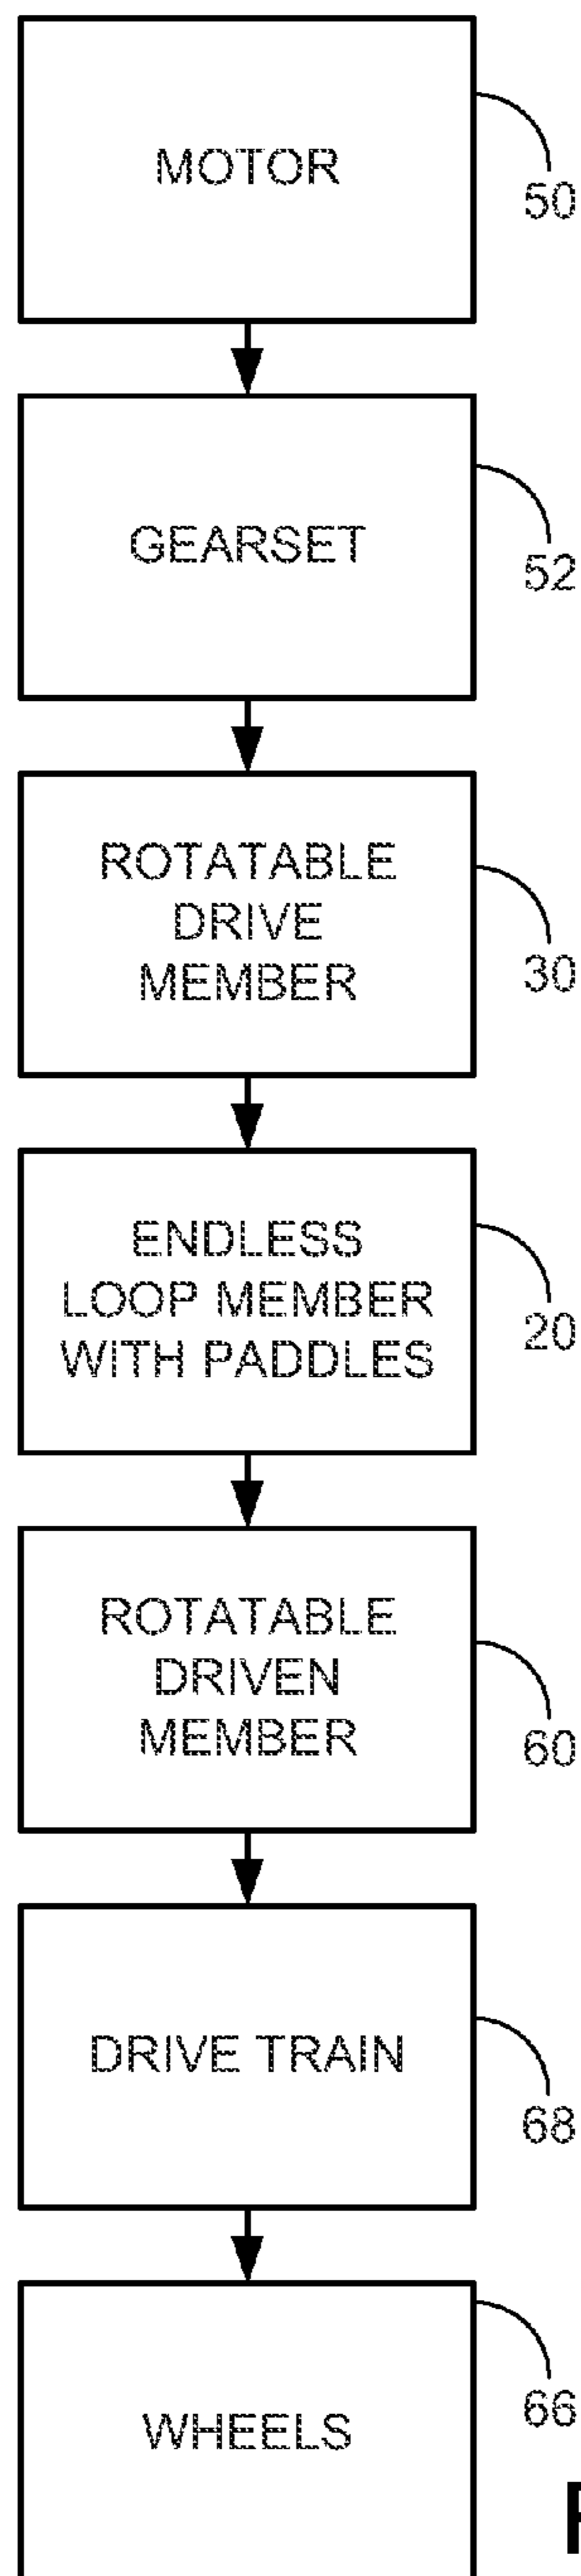 MOTOR
50
GEARSET
52
ROTATABLE
DRIVE
MEMBER
30
ENDLESS
LOOP MEMBER
WITH PADDLES
20
ROTATABLE
DRIVEN
MEMBER
60
DRIVE TRAIN
68
WHEELS
66